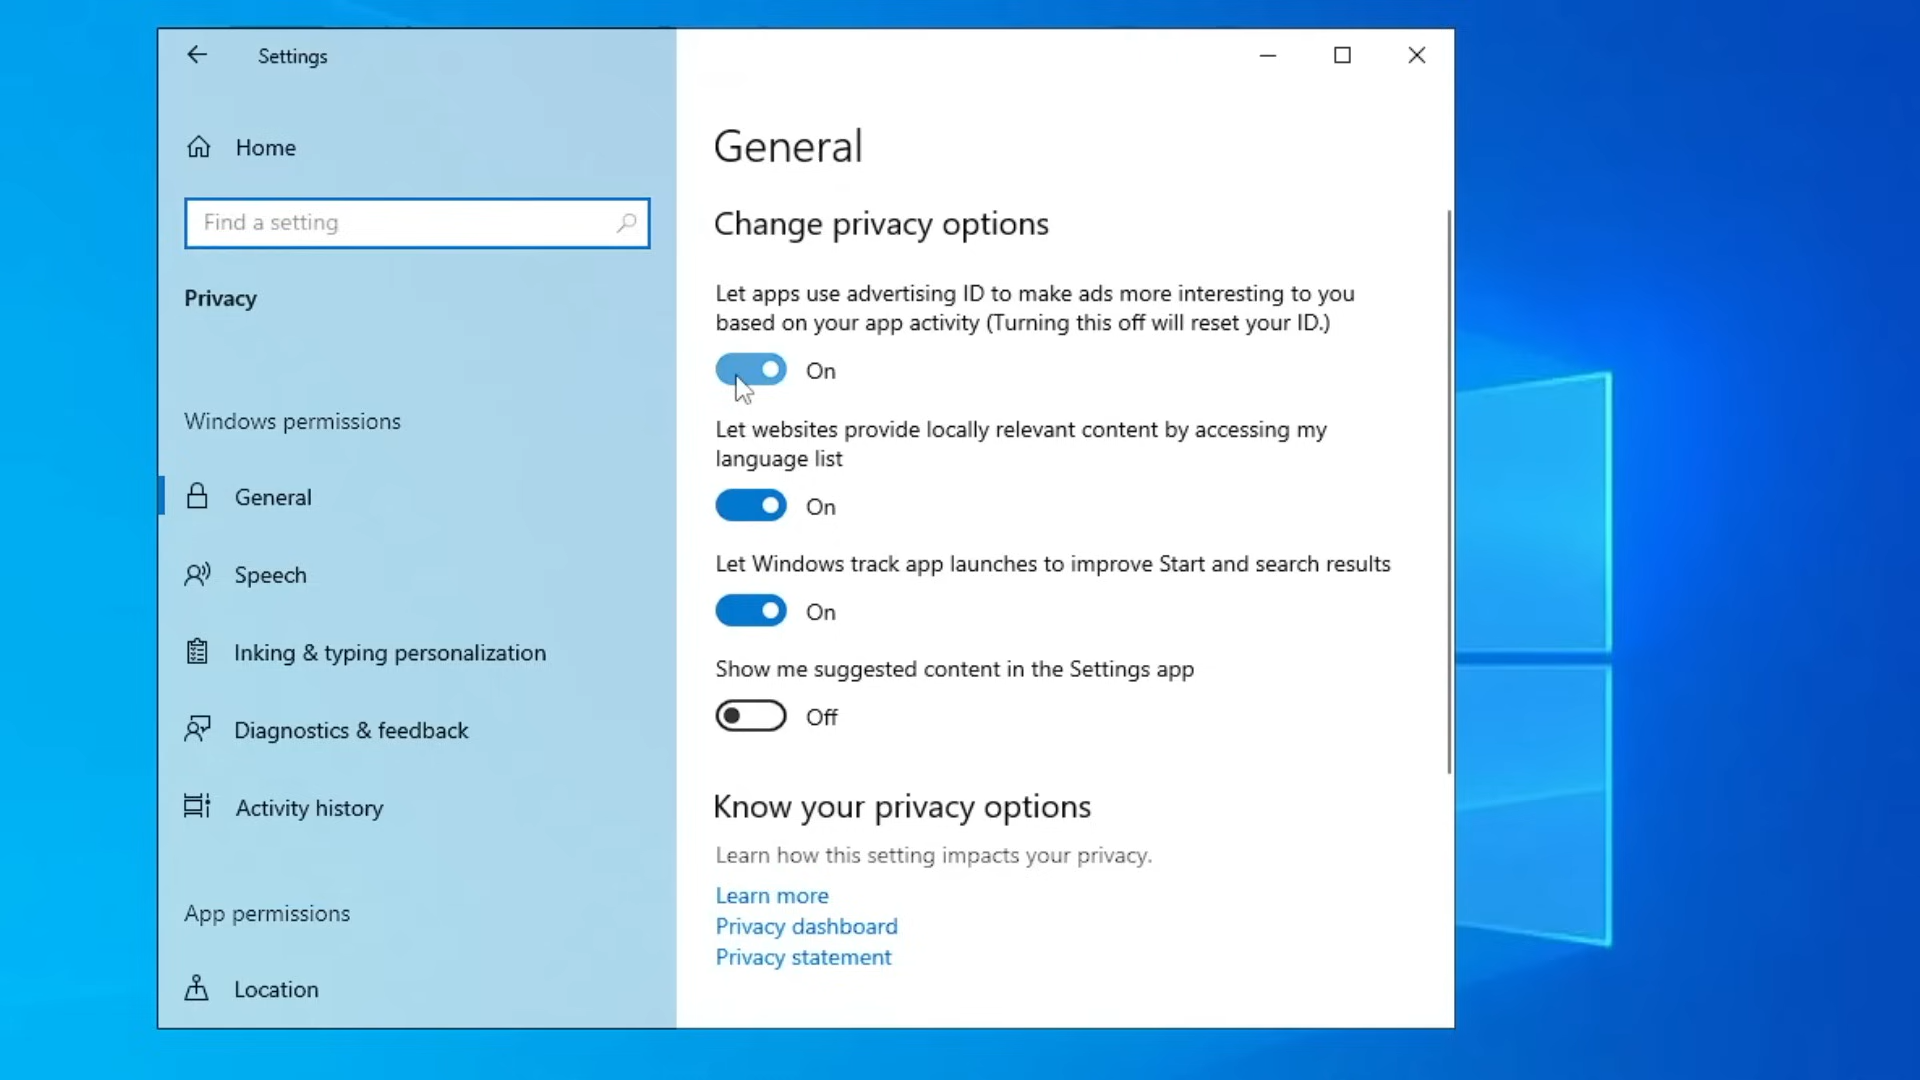 Settings
Home
Find a setting
Privacy
Windows permissions
General
Speech
Inking & typing personalization
Diagnostics & feedback
Activity history
App permissions
Location
General
Change privacy options
Let apps use advertising ID to make ads more interesting to you
based on your app activity (Turning this off will reset your ID.)
On
Let websites provide locally relevant content by accessing my
language list
On
Let Windows track app launches to improve Start and search results
On
Show me suggested content in the Settings app
Off
Know your privacy options
Learn how this setting impacts your privacy.
Learn more
Privacy dashboard
Privacy statement